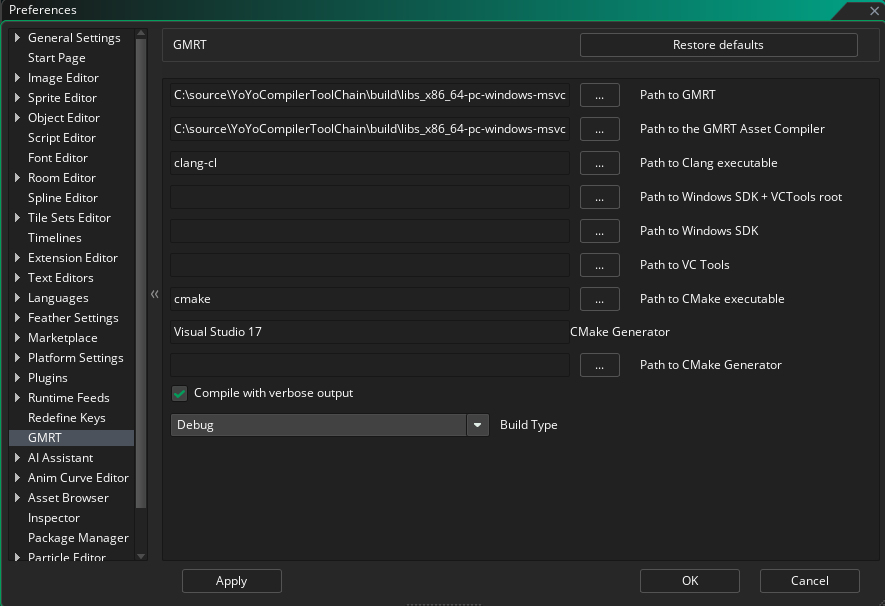 Preferences
General Settings
Start Page
Image Editor
Sprite Editor
Object Editor
Script Editor
Font Editor
Room Editor
Spline Editor
Tile Sets Editor
Timelines
Extension Editor
Text Editors
Languages
Feather Settings
Marketplace
Platform Settings
Plugins
Runtime Feeds
Redefine Keys
GMRT
AI Assistant
Anim Curve Editor
Asset Browser
Inspector
Package Manager
Particle Editor
«
GMRT
Restore defaults
C:\source\YoYoCompilerToolChain\build\libs_x86_64-pc-windows-msvc ... Path to GMRT
C:\source\YoYoCompilerToolChain\build\libs_x86_64-pc-windows-msvc ... Path to the GMRT Asset Compiler
clang-cl ... Path to Clang executable
... Path to Windows SDK + VCTools root
... Path to Windows SDK
... Path to VC Tools
cmake ... Path to CMake executable
Visual Studio 17 CMake Generator
... Path to CMake Generator
Compile with verbose output
Debug Build Type
Apply
OK
Cancel